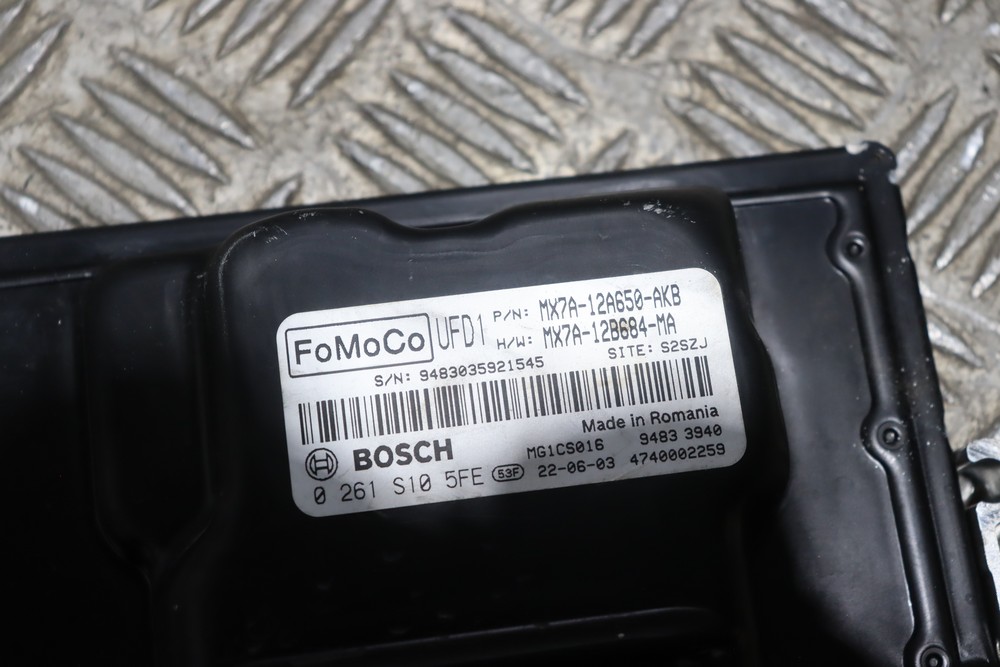 FoMoCo UFD1 P/N: MX7A-12A650-AKB
H/W: MX7A-12B684-MA
S/N: 9483035921545 SITE: S2SZJ
Made in Romania
BOSCH MG1CS016 9483 3940
0 261 S10 5FE 53F 22-06-03 4740002259